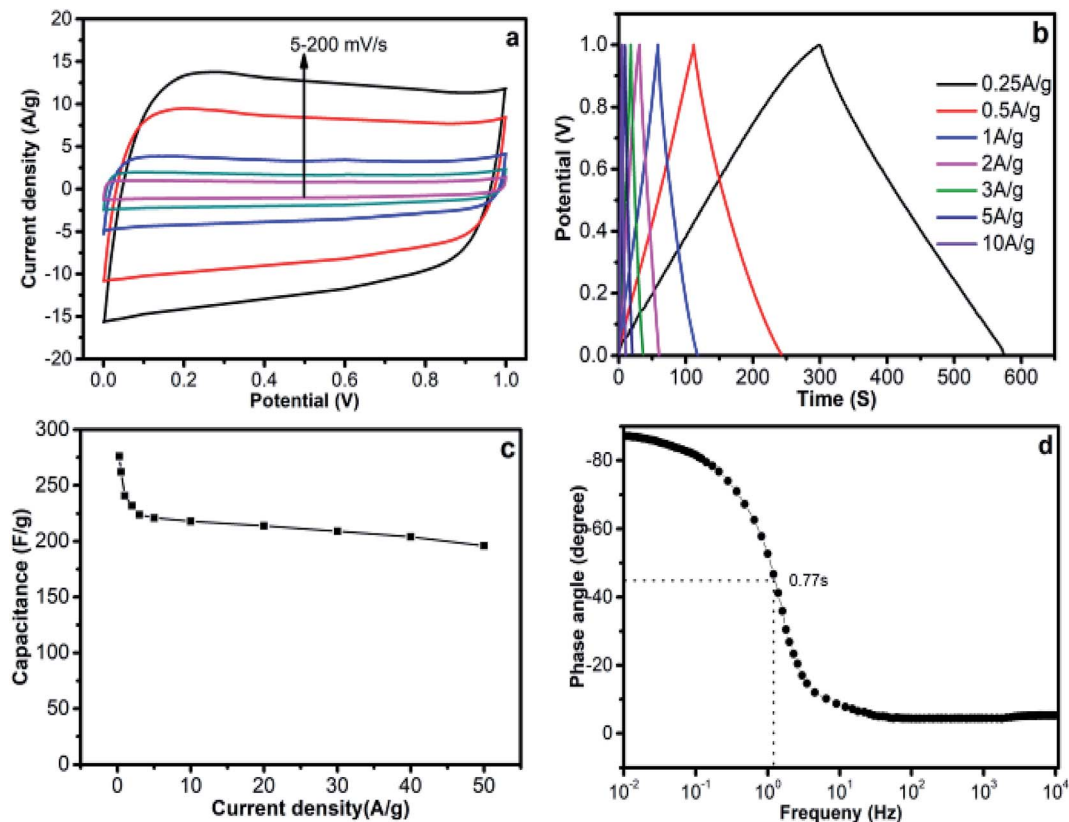 a
5-200 mV/s
20
15
10
5
0
-5
-10
-15
-20
Current density (A/g)
0.0 0.2 0.4 0.6 0.8 1.0
Potential (V)
b
1.0
0.8
0.6
0.4
0.2
0.0
Potential (V)
0.25A/g
0.5A/g
1A/g
2A/g
3A/g
5A/g
10A/g
0 100 200 300 400 500 600
Time (S)
c
300
250
200
150
100
50
0
Capacitance (F/g)
0 10 20 30 40 50
Current density(A/g)
d
-80
-60
-40
-20
0
Phase angle (degree)
0.77s
10-2 10-1 100 101 102 103 104
Frequeny (Hz)